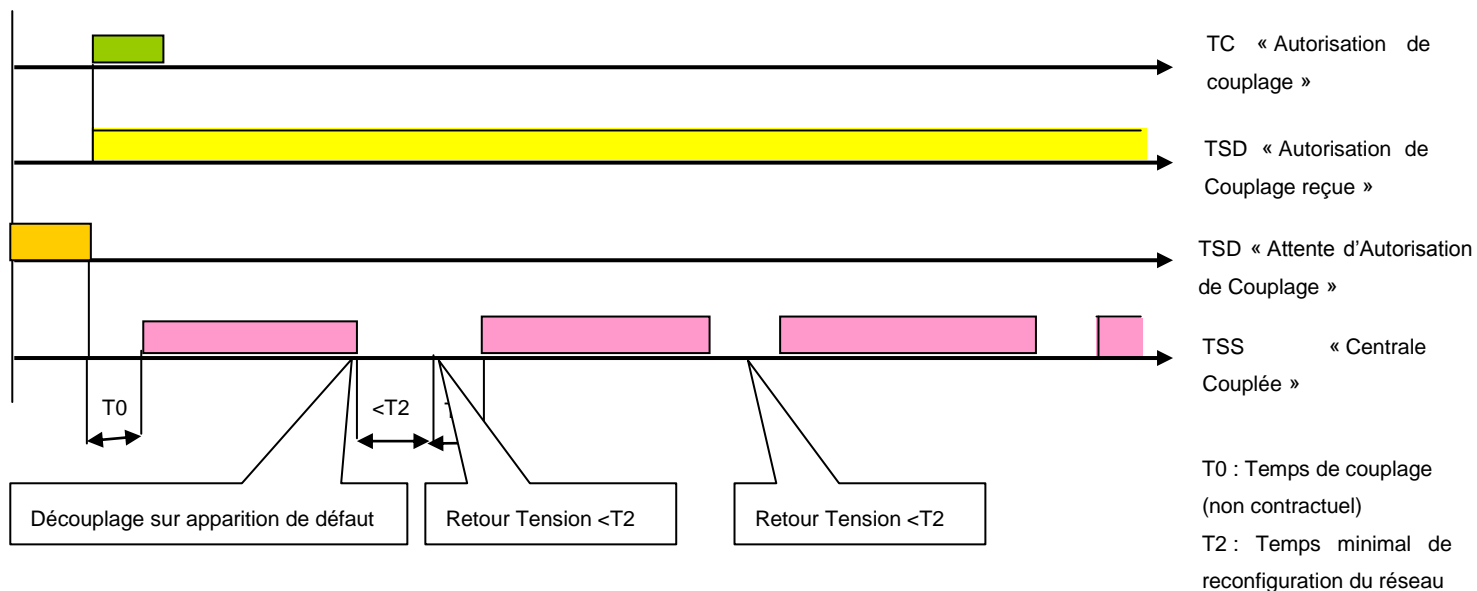 TC « Autorisation de
couplage »
TSD « Autorisation de
Couplage reçue »
TSD « Attente d’Autorisation
de Couplage »
TSS « Centrale
Couplée »
T0
<T2
Découplage sur apparition de défaut
Retour Tension <T2
Retour Tension <T2
T0 : Temps de couplage
(non contractuel)
T2 : Temps minimal de
reconfiguration du réseau